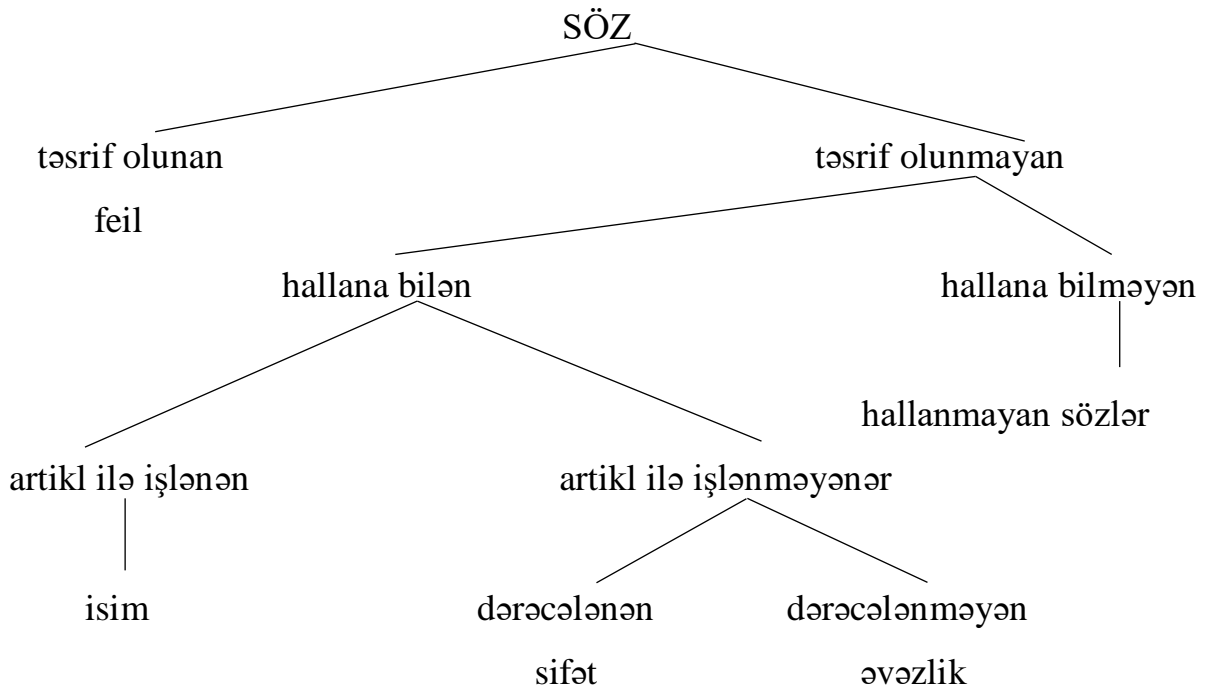 SÖZ
təsrif olunan
təsrif olunmayan
feil
hallana bilən
hallana bilməyən
hallanmayan sözlər
artikl ilə işlənən
artikl ilə işlənməyənər
isim
dərəcələnən
dərəcələnməyən
sifət
əvəzlik